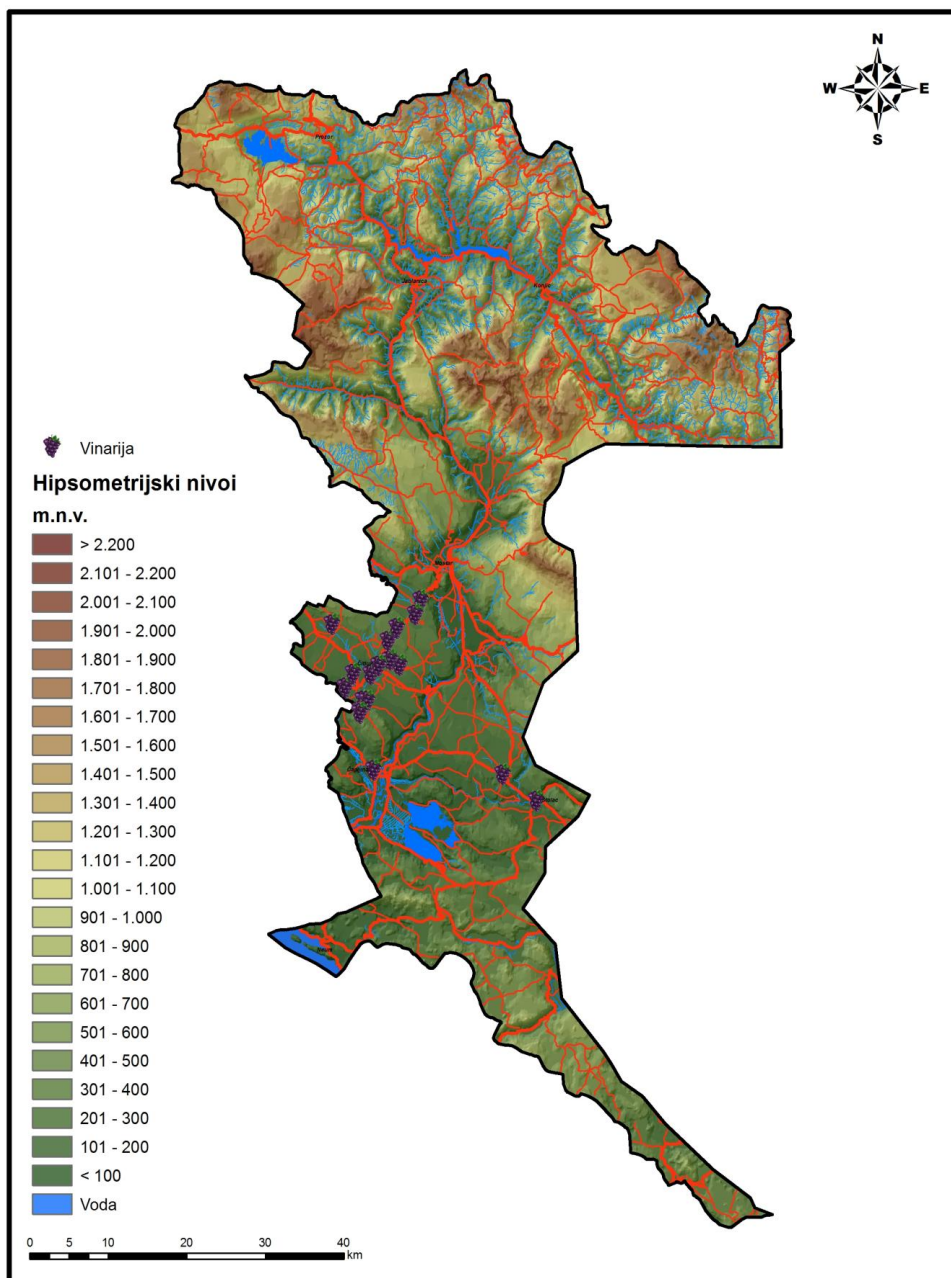 N
W
E
S
Prozor
Jablanica
Konjic
Vinarija
Hipsometrijski nivoi
m.n.v.
> 2.200
2.101 - 2.200
2.001 - 2.100
1.901 - 2.000
1.801 - 1.900
1.701 - 1.800
1.601 - 1.700
1.501 - 1.600
1.401 - 1.500
1.301 - 1.400
1.201 - 1.300
1.101 - 1.200
1.001 - 1.100
901 - 1.000
801 - 900
701 - 800
601 - 700
501 - 600
401 - 500
301 - 400
201 - 300
101 - 200
< 100
Voda
Mostar
0
5
10
20
30
40
km